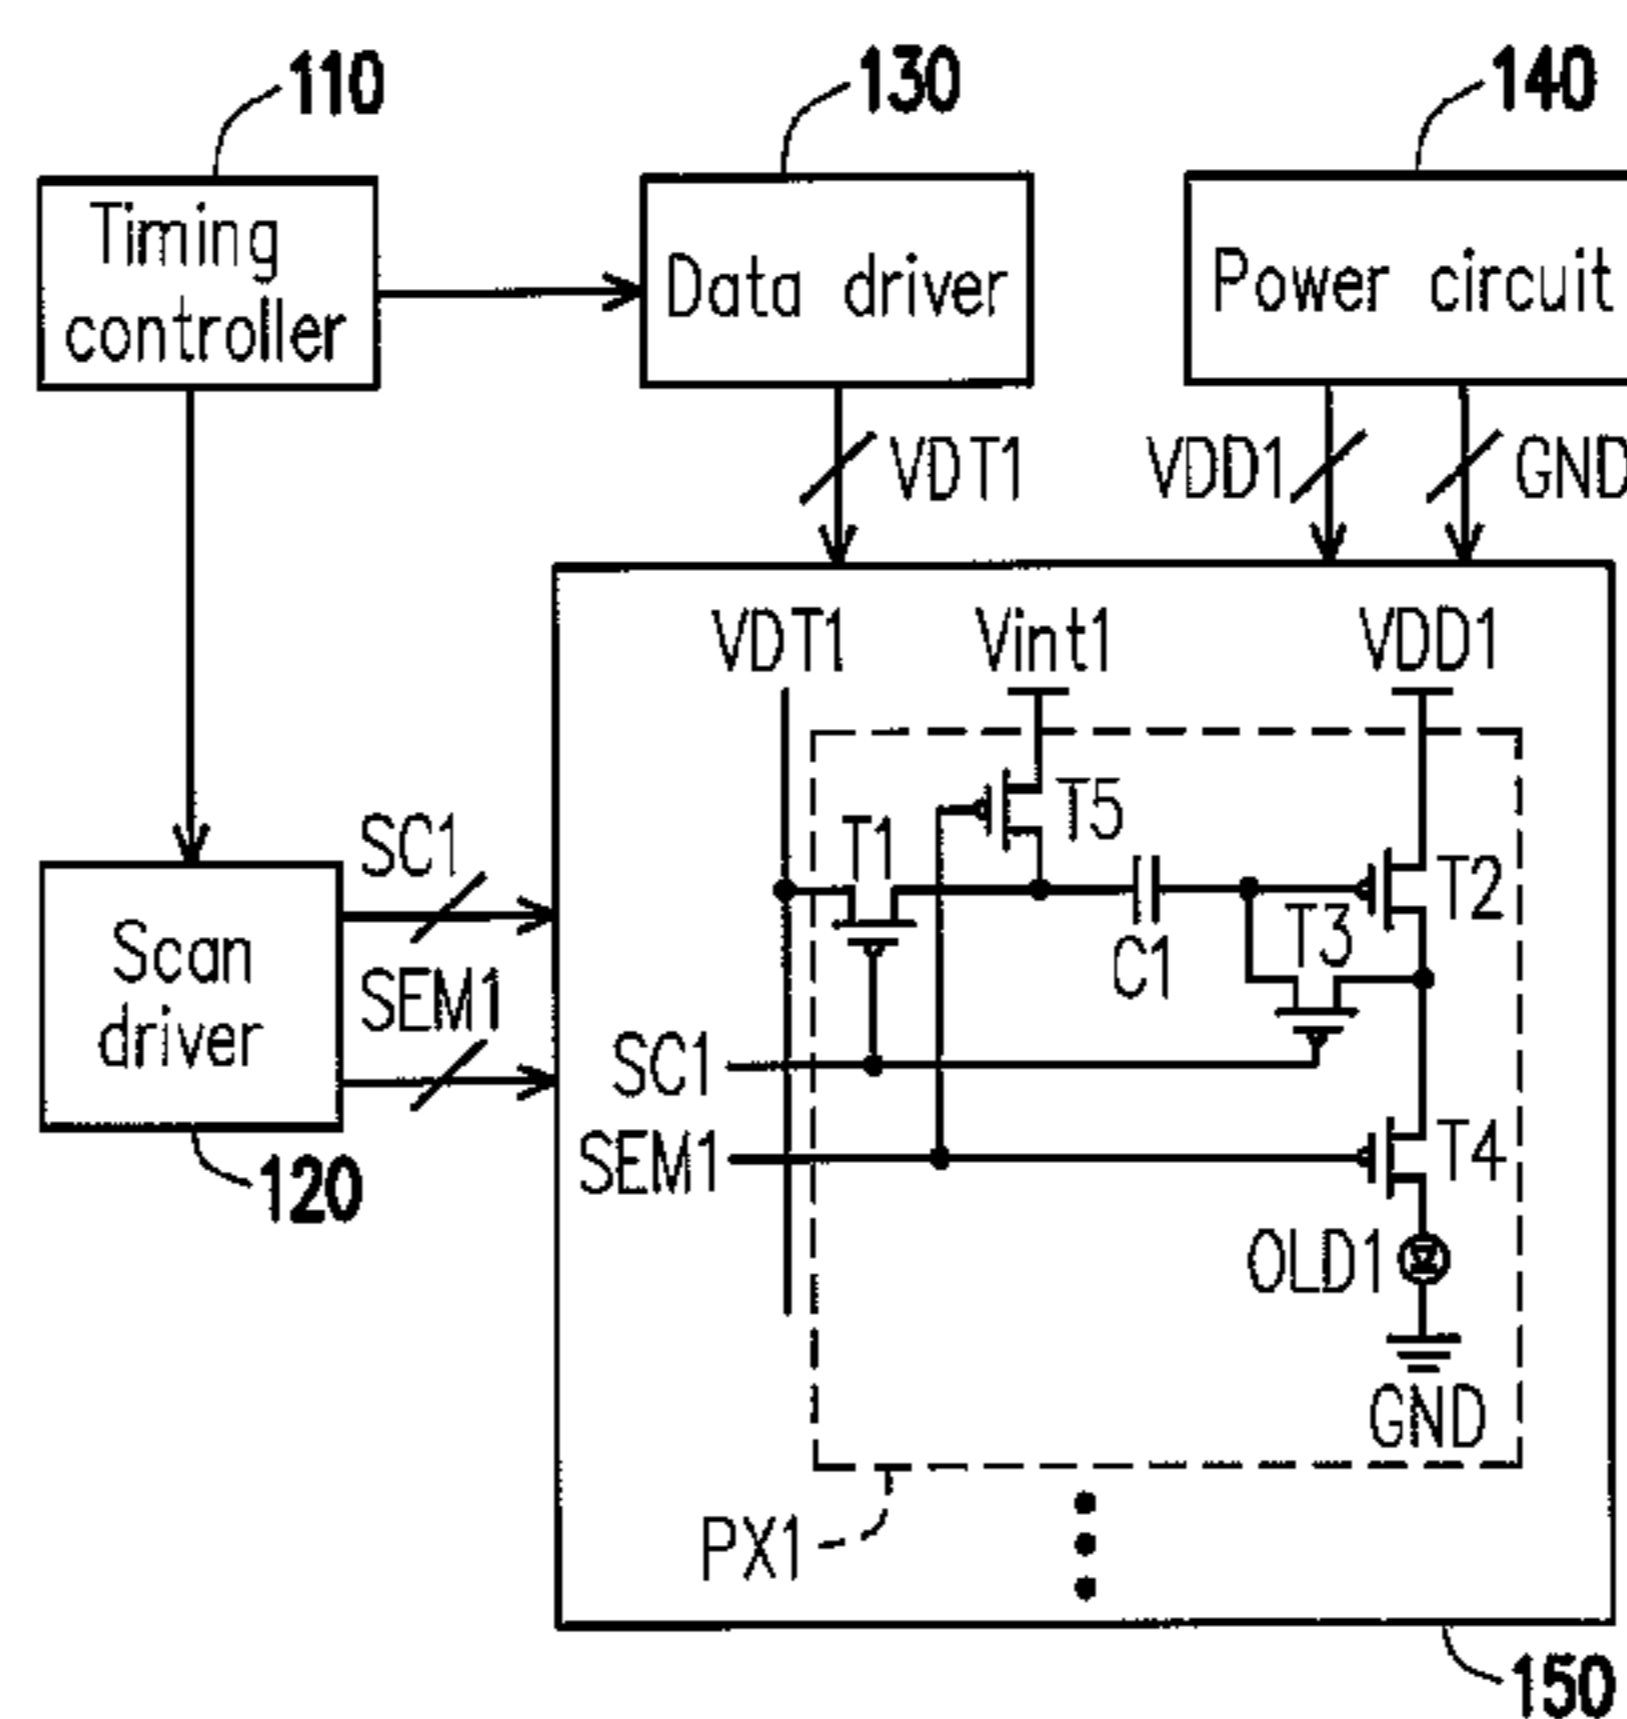 110
130
140
Timing
controller
Data driver
Power circuit
VDT1
VDD1
GND
VDT1
Vint1
VDD1
T5
T1
T2
T3
C1
SC1
SEM1
Scan
driver
120
SC1
SEM1
T4
OLD1
GND
PX1
150